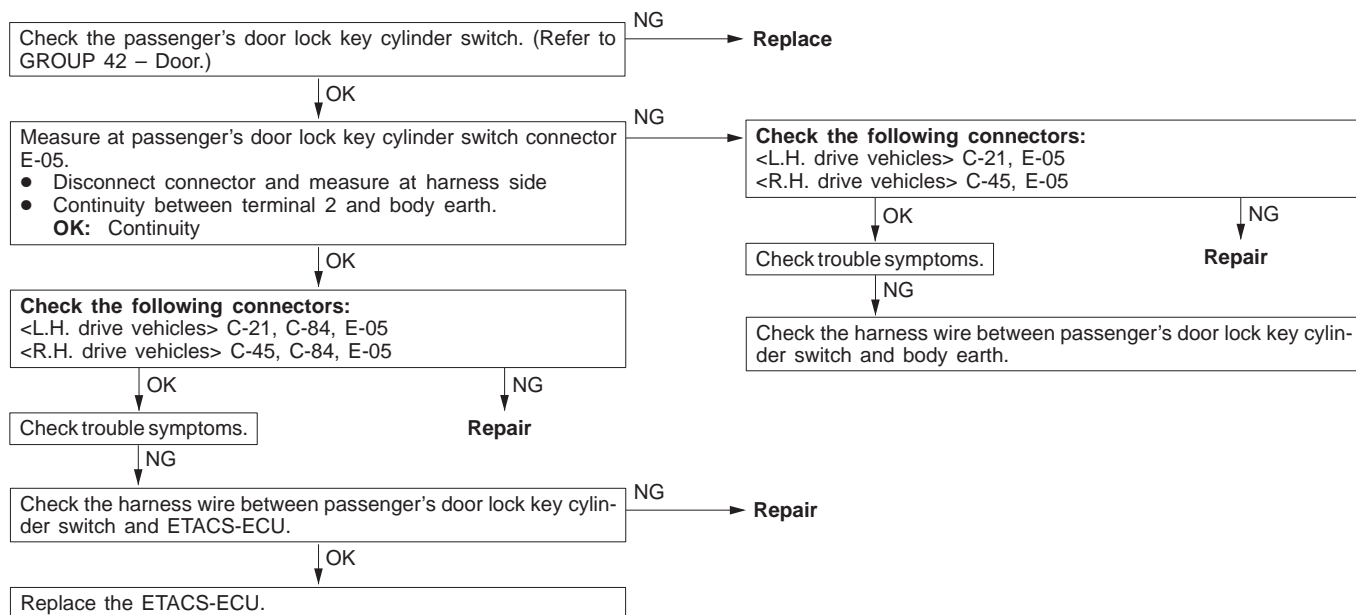 Check the passenger's door lock key cylinder switch. (Refer to
GROUP 42 – Door.)
NG
Replace
OK
Measure at passenger's door lock key cylinder switch connector
E-05.
● Disconnect connector and measure at harness side
● Continuity between terminal 2 and body earth.
OK: Continuity
NG
Check the following connectors:
<L.H. drive vehicles> C-21, E-05
<R.H. drive vehicles> C-45, E-05
OK
NG
Check trouble symptoms.
Repair
NG
Check the harness wire between passenger's door lock key cylin-
der switch and body earth.
OK
Check the following connectors:
<L.H. drive vehicles> C-21, C-84, E-05
<R.H. drive vehicles> C-45, C-84, E-05
OK
NG
Check trouble symptoms.
Repair
NG
Check the harness wire between passenger's door lock key cylin-
der switch and ETACS-ECU.
NG
Repair
OK
Replace the ETACS-ECU.